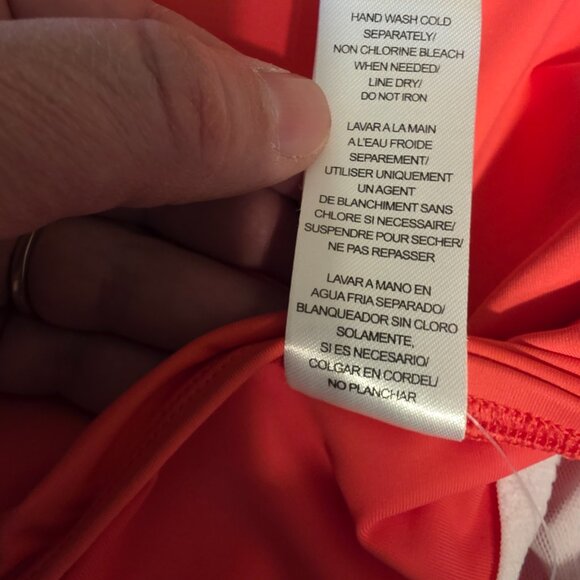 HAND WASH COLD
SEPARATELY/
NON CHLORINE BLEACH
WHEN NEEDED/
LINE DRY/
DO NOT IRON
LAVAR A LA MAIN
A L'EAU FROIDE
SEPAREMENT/
UTILISER UNIQUEMENT
UN AGENT
DE BLANCHIMENT SANS
CHLORE SI NECESSAIRE/
SUSPENDRE POUR SECHER/
NE PAS REPASSER
LAVAR A MANO EN
AGUA FRIA SEPARADO/
BLANQUEADOR SIN CLORO
SOLAMENTE,
SI ES NECESARIO/
COLGAR EN CORDEL/
NO PLANCHAR